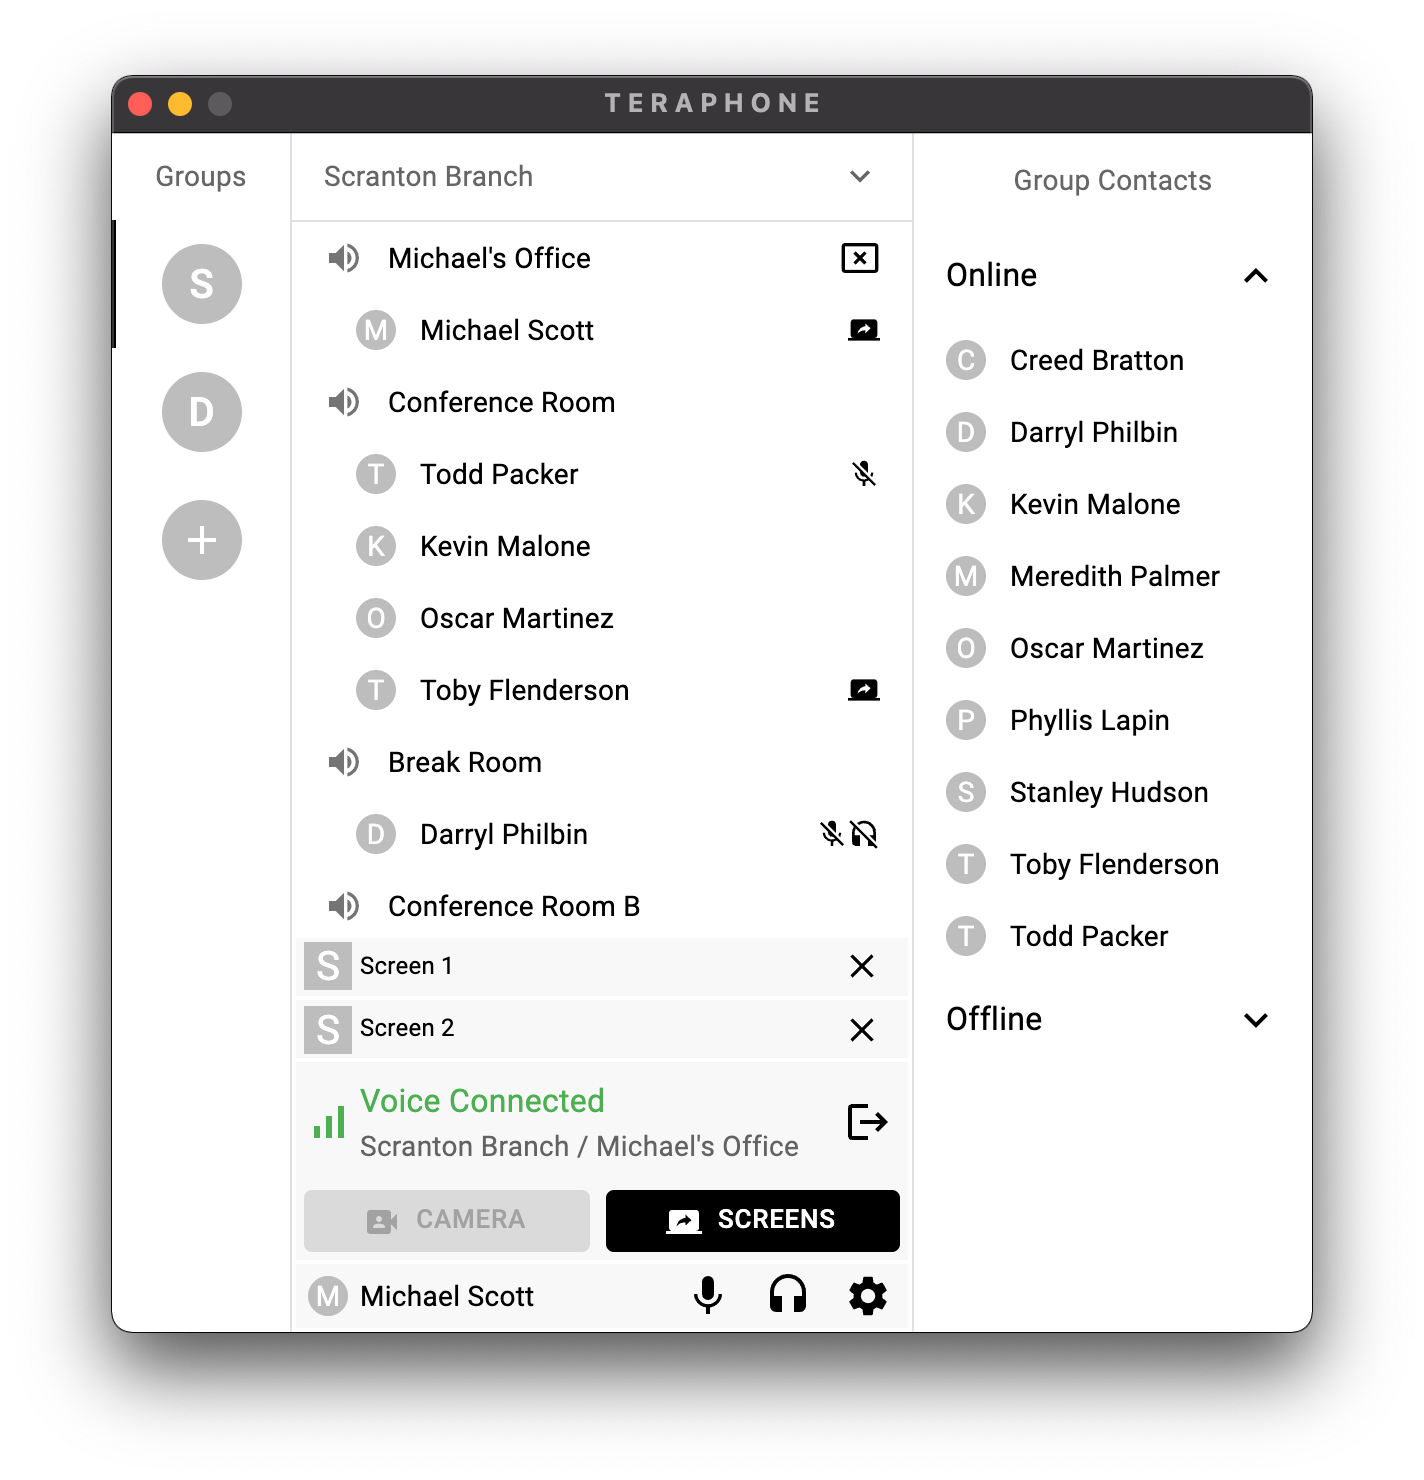 TERAPHONE
Groups
S
D
Scranton Branch
Michael's Office
M Michael Scott
Conference Room
T Todd Packer
K Kevin Malone
O Oscar Martinez
T Toby Flenderson
Break Room
D Darryl Philbin
Conference Room B
S Screen 1
S Screen 2
Voice Connected
Scranton Branch / Michael's Office
CAMERA SCREENS
M Michael Scott
Group Contacts
Online
C Creed Bratton
D Darryl Philbin
K Kevin Malone
M Meredith Palmer
O Oscar Martinez
P Phyllis Lapin
S Stanley Hudson
T Toby Flenderson
T Todd Packer
Offline